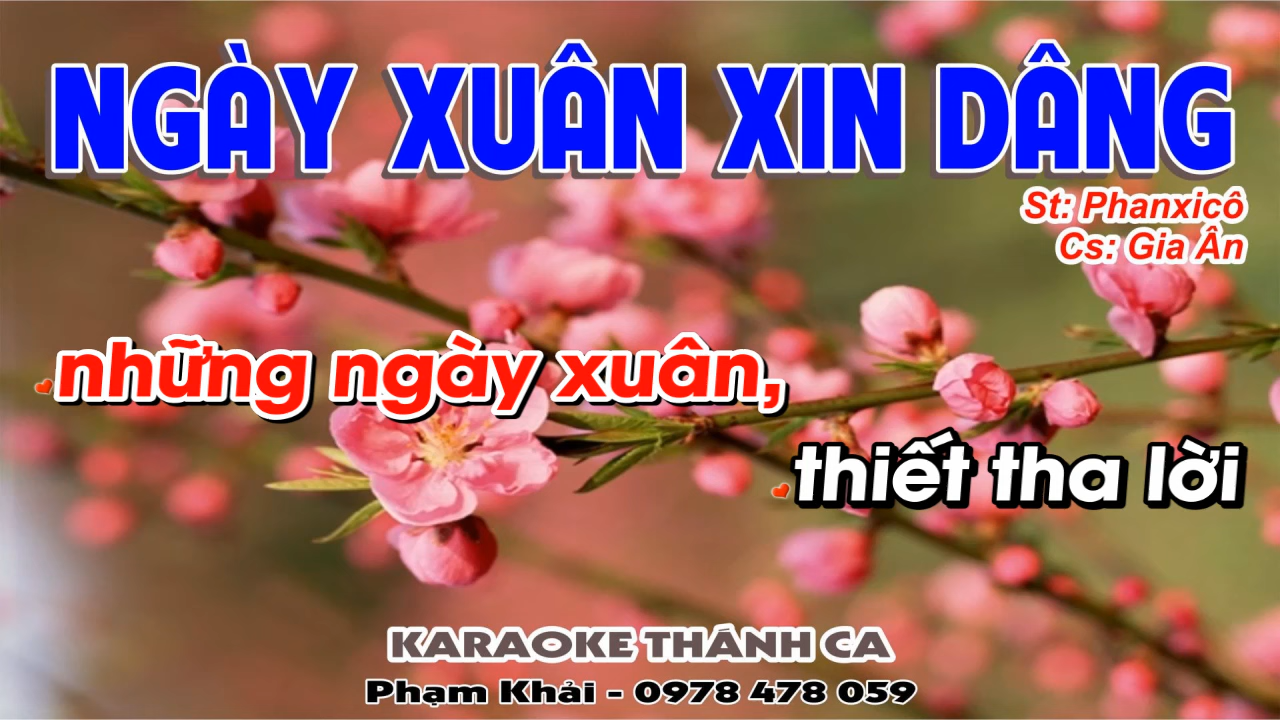 NGÀY XUÂN XIN DÂNG
St: Phanxicô
Cs: Gia Ân
những ngày xuân,
thiết tha lời
KARAOKE THÁNH CA
Phạm Khải - 0978 478 059